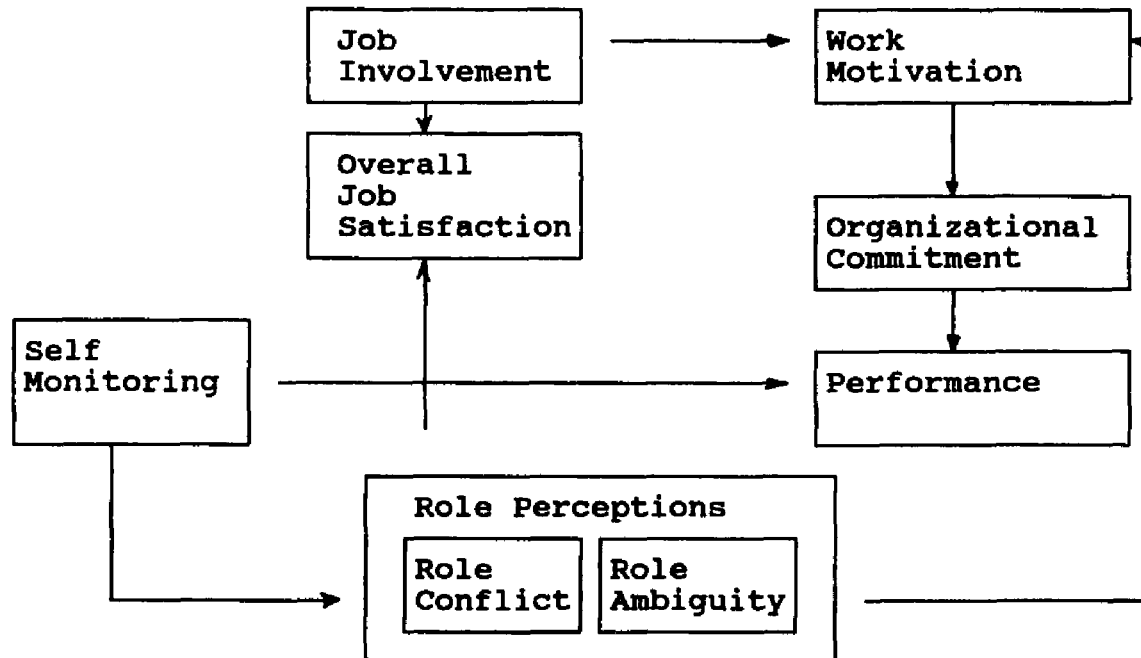 Job
Involvement
Work
Motivation
Overall
Job
Satisfaction
Organizational
Commitment
Self
Monitoring
Performance
Role Perceptions
Role
Conflict
Role
Ambiguity